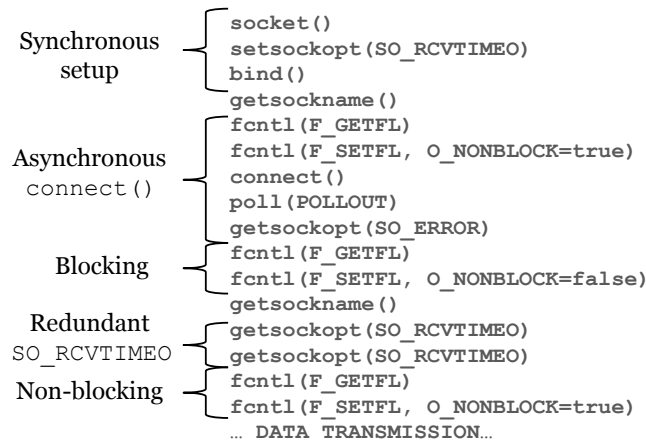 Synchronous
setup
socket()
setsockopt(SO_RCVTIMEO)
bind()
getsockname()
Asynchronous
connect()
fcntl(F_GETFL)
fcntl(F_SETFL, O_NONBLOCK=true)
connect()
poll(POLLOUT)
getsockopt(SO_ERROR)
Blocking
fcntl(F_GETFL)
fcntl(F_SETFL, O_NONBLOCK=false)
getsockname()
Redundant
SO_RCVTIMEO
getsockopt(SO_RCVTIMEO)
getsockopt(SO_RCVTIMEO)
Non-blocking
fcntl(F_GETFL)
fcntl(F_SETFL, O_NONBLOCK=true)
… DATA TRANSMISSION…